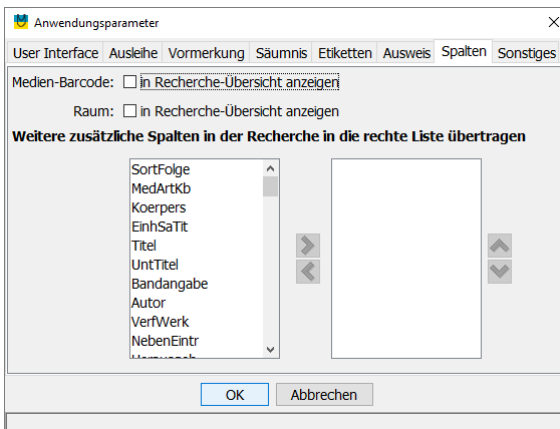 Anwendungsparameter
User Interface Ausleihe Vormerkung Säumnis Etiketten Ausweis Spalten Sonstiges
Medien-Barcode: in Recherche-Übersicht anzeigen
Raum: in Recherche-Übersicht anzeigen
Weitere zusätzliche Spalten in der Recherche in die rechte Liste übertragen
SortFolge
MedArtKb
Koerpers
EinhSaTit
Titel
UntTitel
Bandangabe
Autor
VerfWerk
NebenEintr
OK Abbrechen